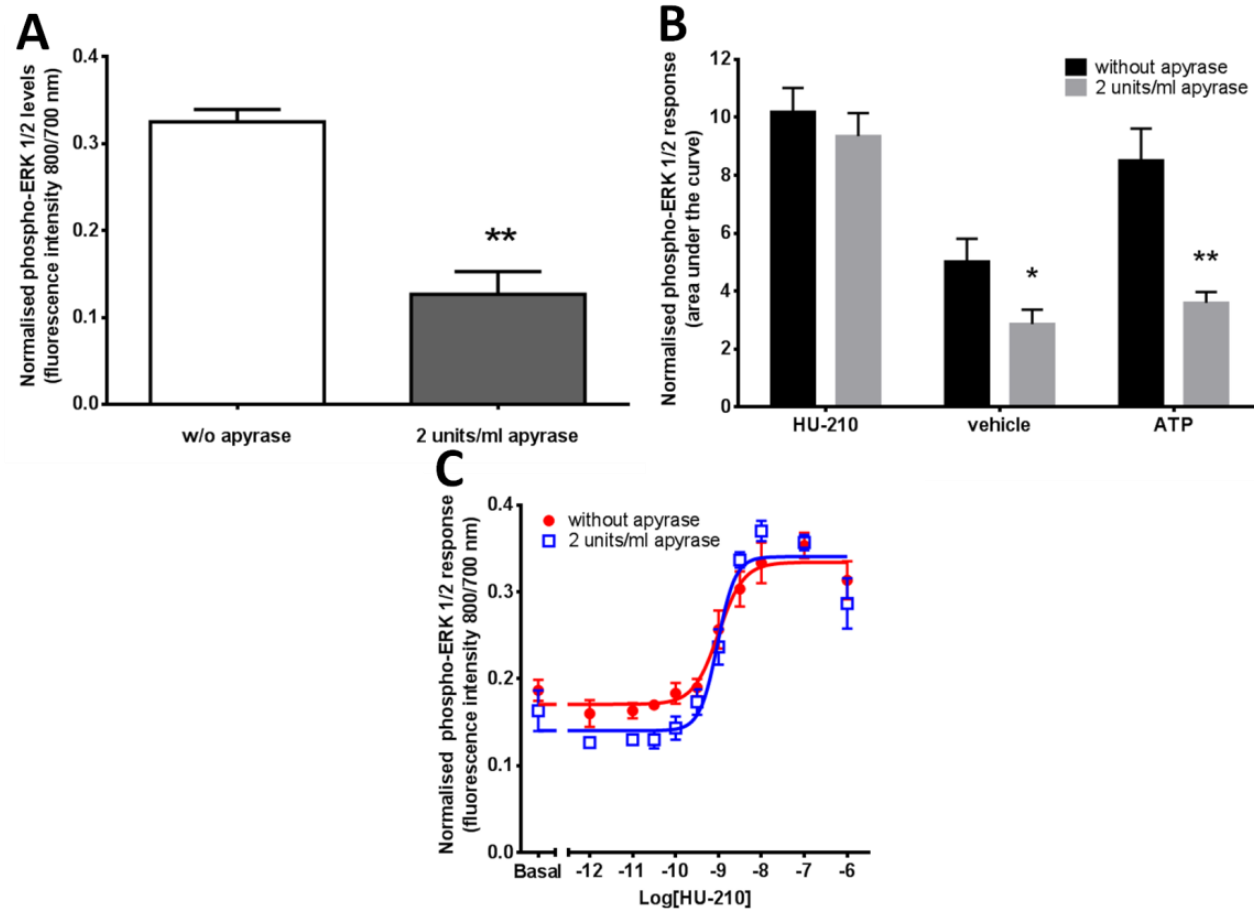 A
Normalised phospho-ERK 1/2 levels
(fluorescence intensity 800/700 nm)
0.4
0.3
0.2
0.1
0.0
**
w/o apyrase
2 units/ml apyrase
B
Normalised phospho-ERK 1/2 response
(area under the curve)
12
10
8
6
4
2
0
without apyrase
2 units/ml apyrase
*
**
HU-210
vehicle
ATP
C
Normalised phospho-ERK 1/2 response
(fluorescence intensity 800/700 nm)
0.4
0.3
0.2
0.1
0.0
without apyrase
2 units/ml apyrase
Basal -12 -11 -10 -9 -8 -7 -6
Log[HU-210]